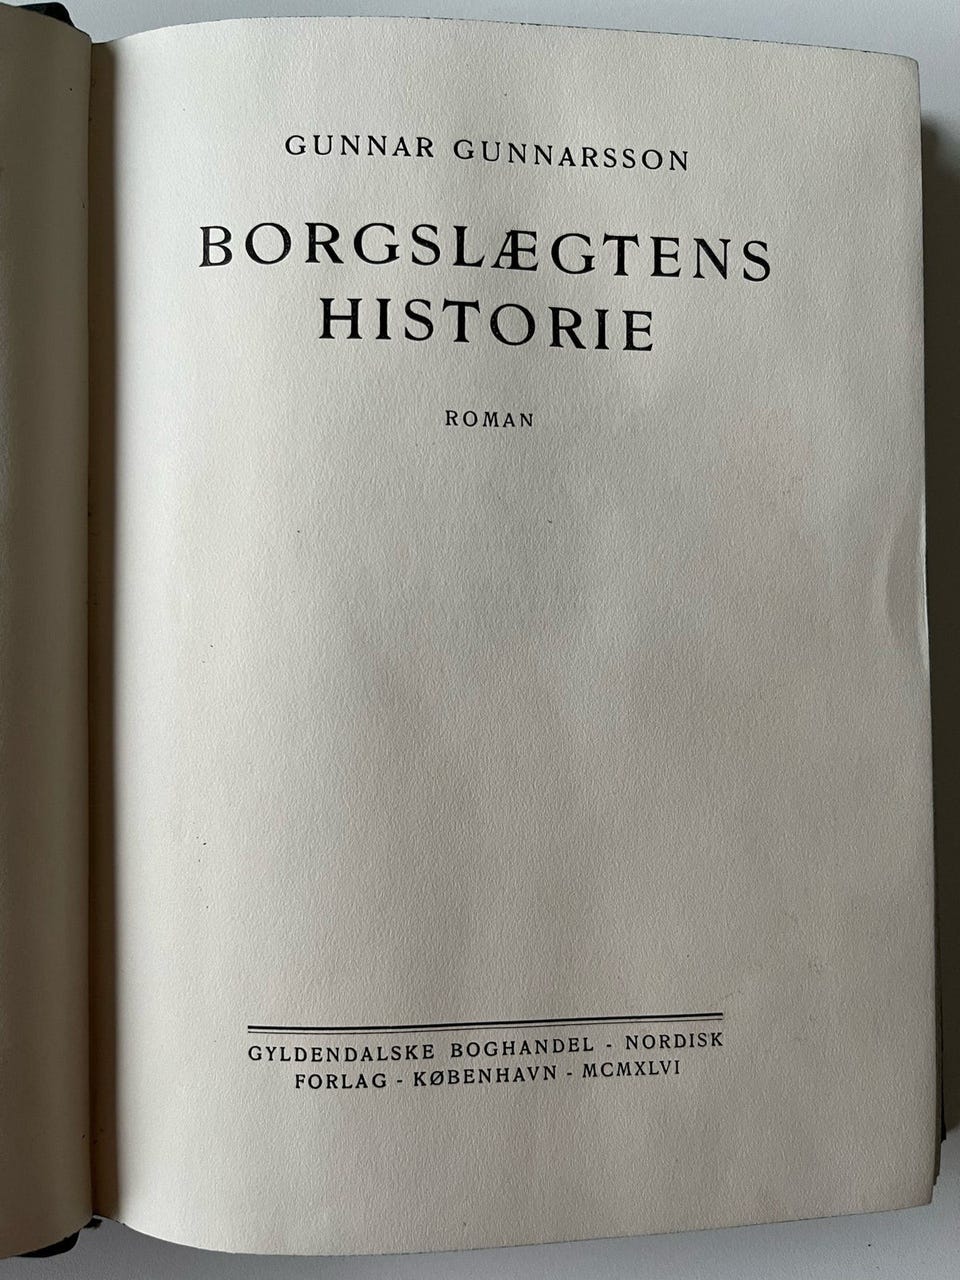 GUNNAR GUNNARSSON
BORGSLÆGTENS
HISTORIE
ROMAN
GYLDENDALSKE BOGHANDEL - NORDISK
FORLAG - KØBENHAVN - MCMXLVI